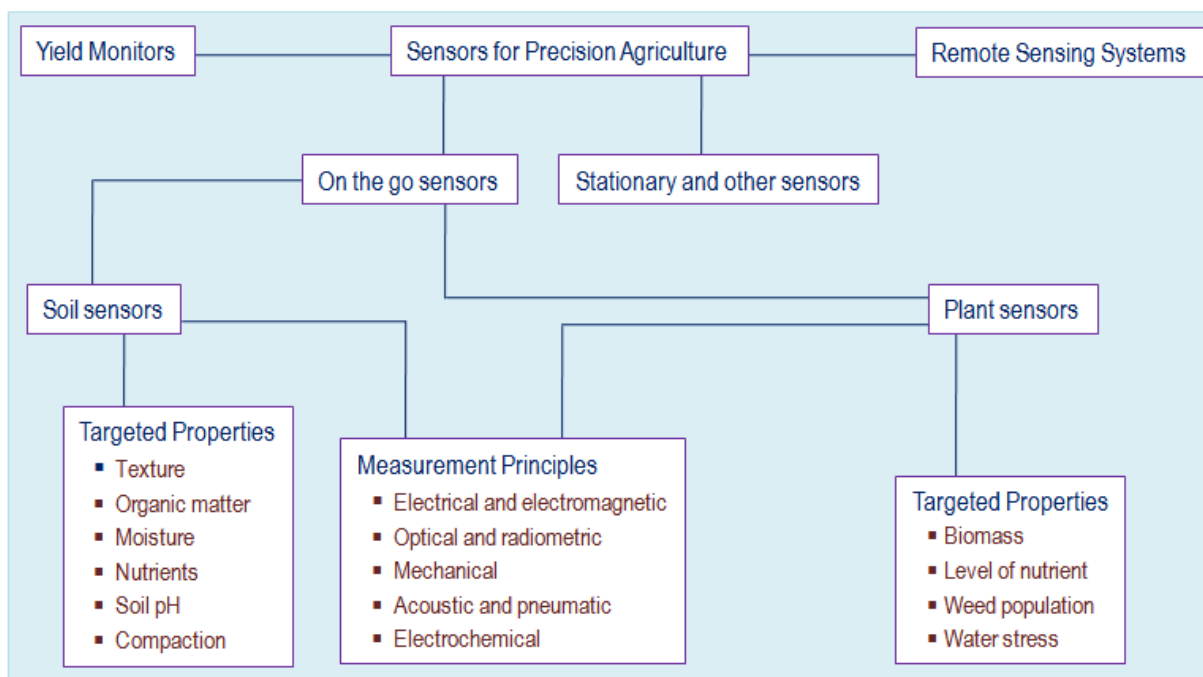 Yield Monitors
Sensors for Precision Agriculture
Remote Sensing Systems
On the go sensors
Stationary and other sensors
Soil sensors
Plant sensors
Targeted Properties
▪ Texture
▪ Organic matter
▪ Moisture
▪ Nutrients
▪ Soil pH
▪ Compaction
Measurement Principles
▪ Electrical and electromagnetic
▪ Optical and radiometric
▪ Mechanical
▪ Acoustic and pneumatic
▪ Electrochemical
Targeted Properties
▪ Biomass
▪ Level of nutrient
▪ Weed population
▪ Water stress